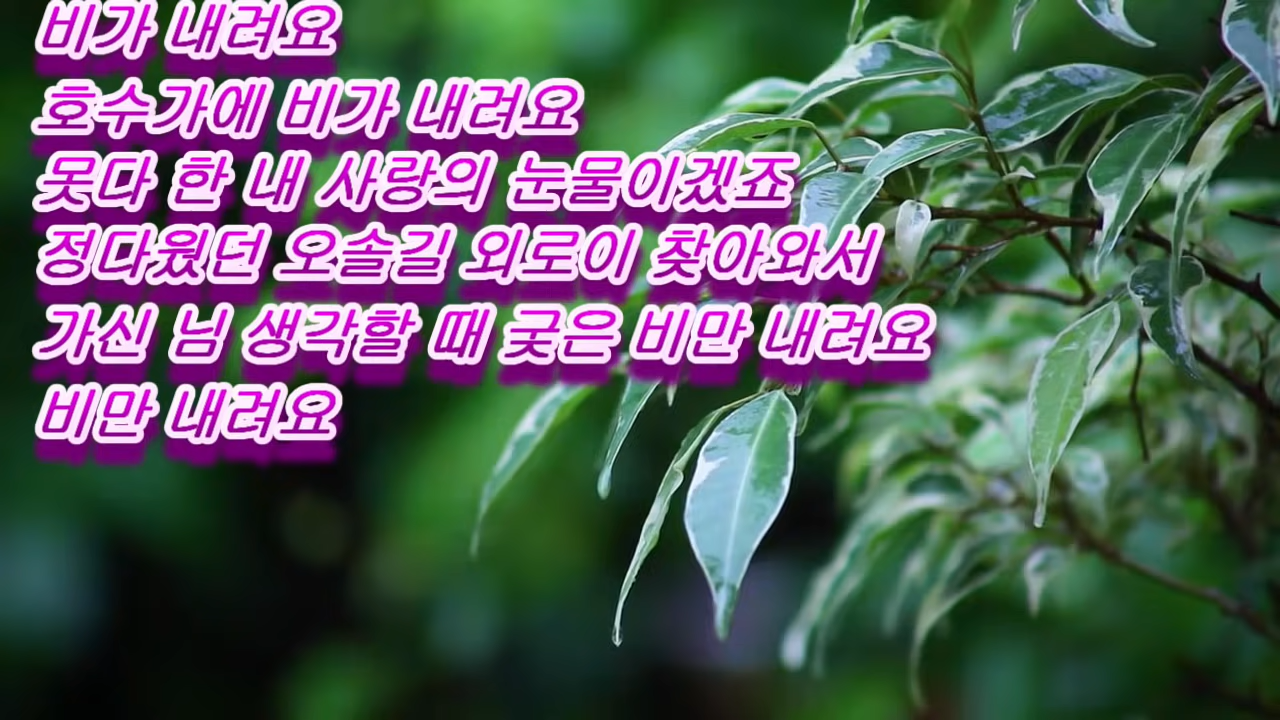 비가 내려요
호수가에 비가 내려요
못다 한 내 사랑의 눈물이겠죠
정다웠던 오솔길 외로이 찾아와서
가신 님 생각할 때 궂은 비만 내려요
비만 내려요